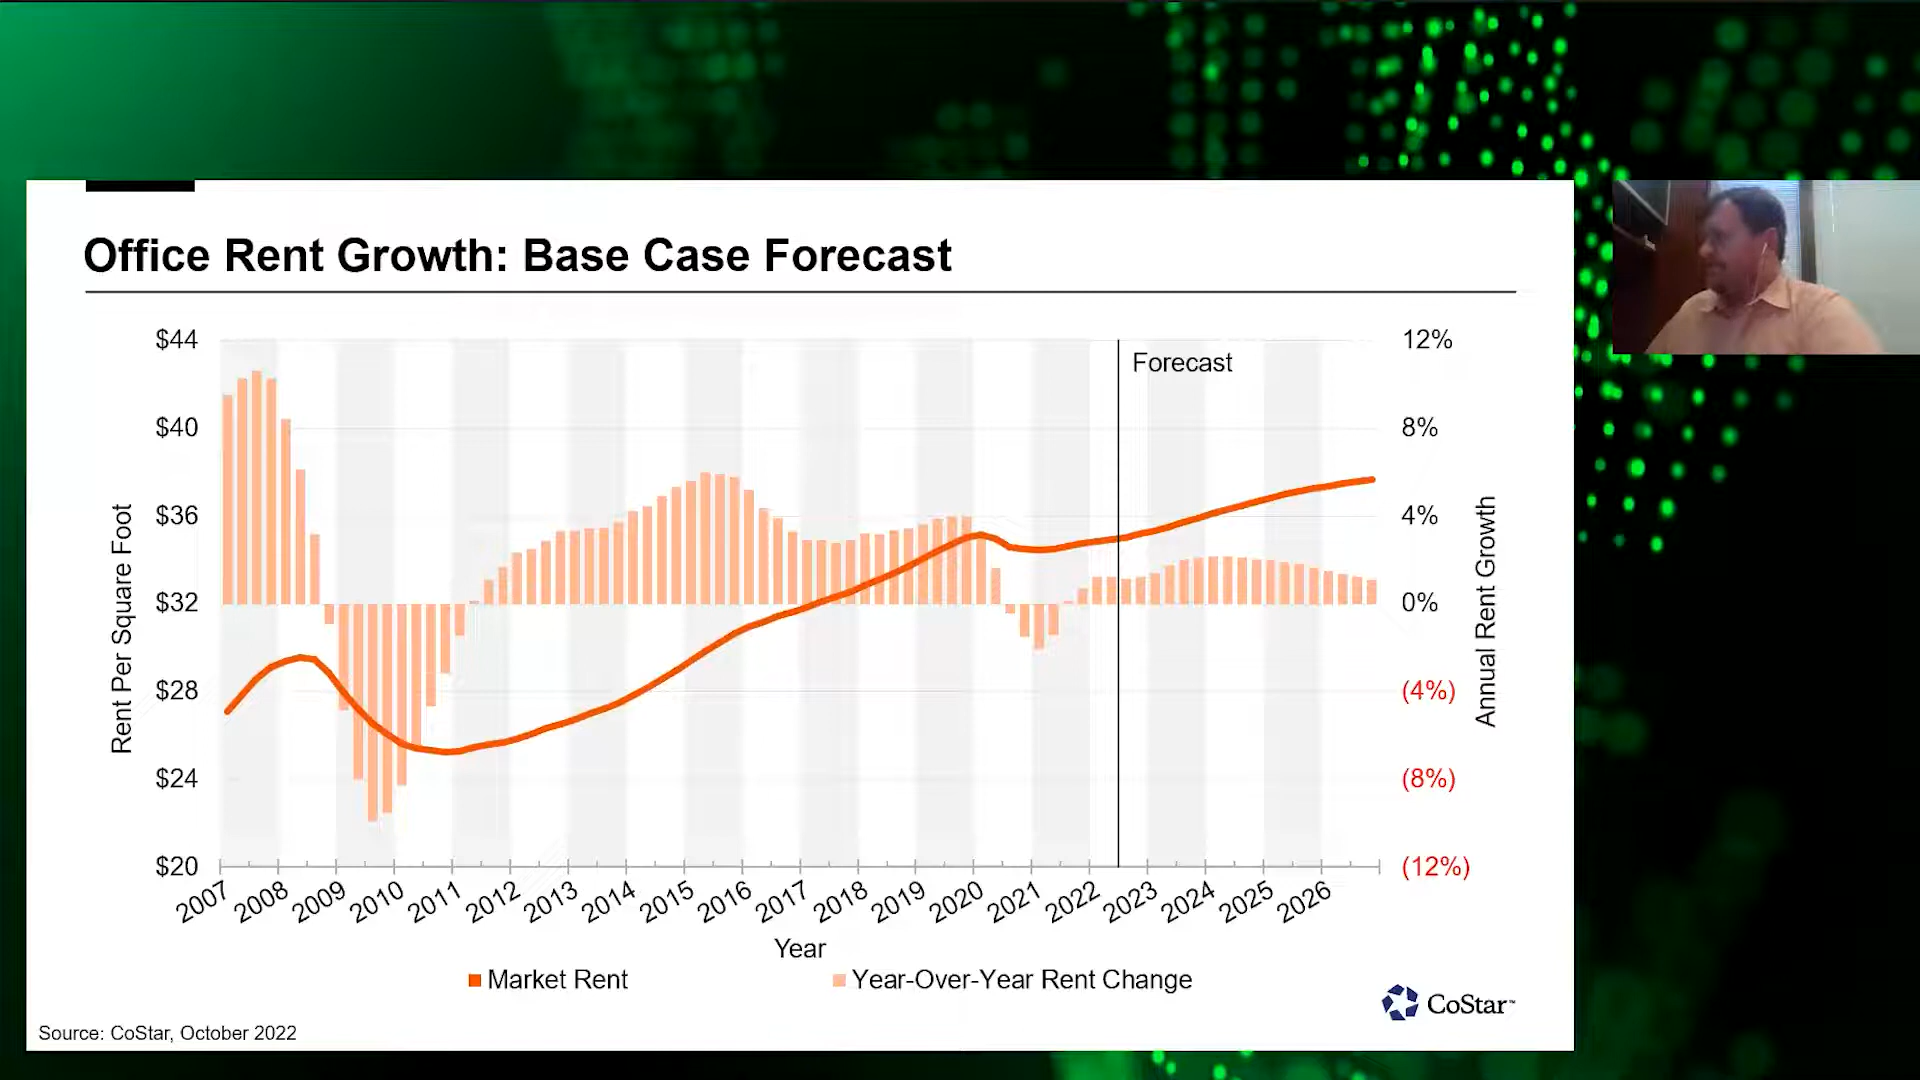 Office Rent Growth: Base Case Forecast
$44
$40
$36
$32
$28
$24
$20
Rent Per Square Foot
Forecast
12%
8%
4%
0%
(4%)
(8%)
(12%)
Annual Rent Growth
2007 2008 2009 2010 2011 2012 2013 2014 2015 2016 2017 2018 2019 2020 2021 2022 2023 2024 2025 2026
Year
Market Rent Year-Over-Year Rent Change
CoStar™
Source: CoStar, October 2022